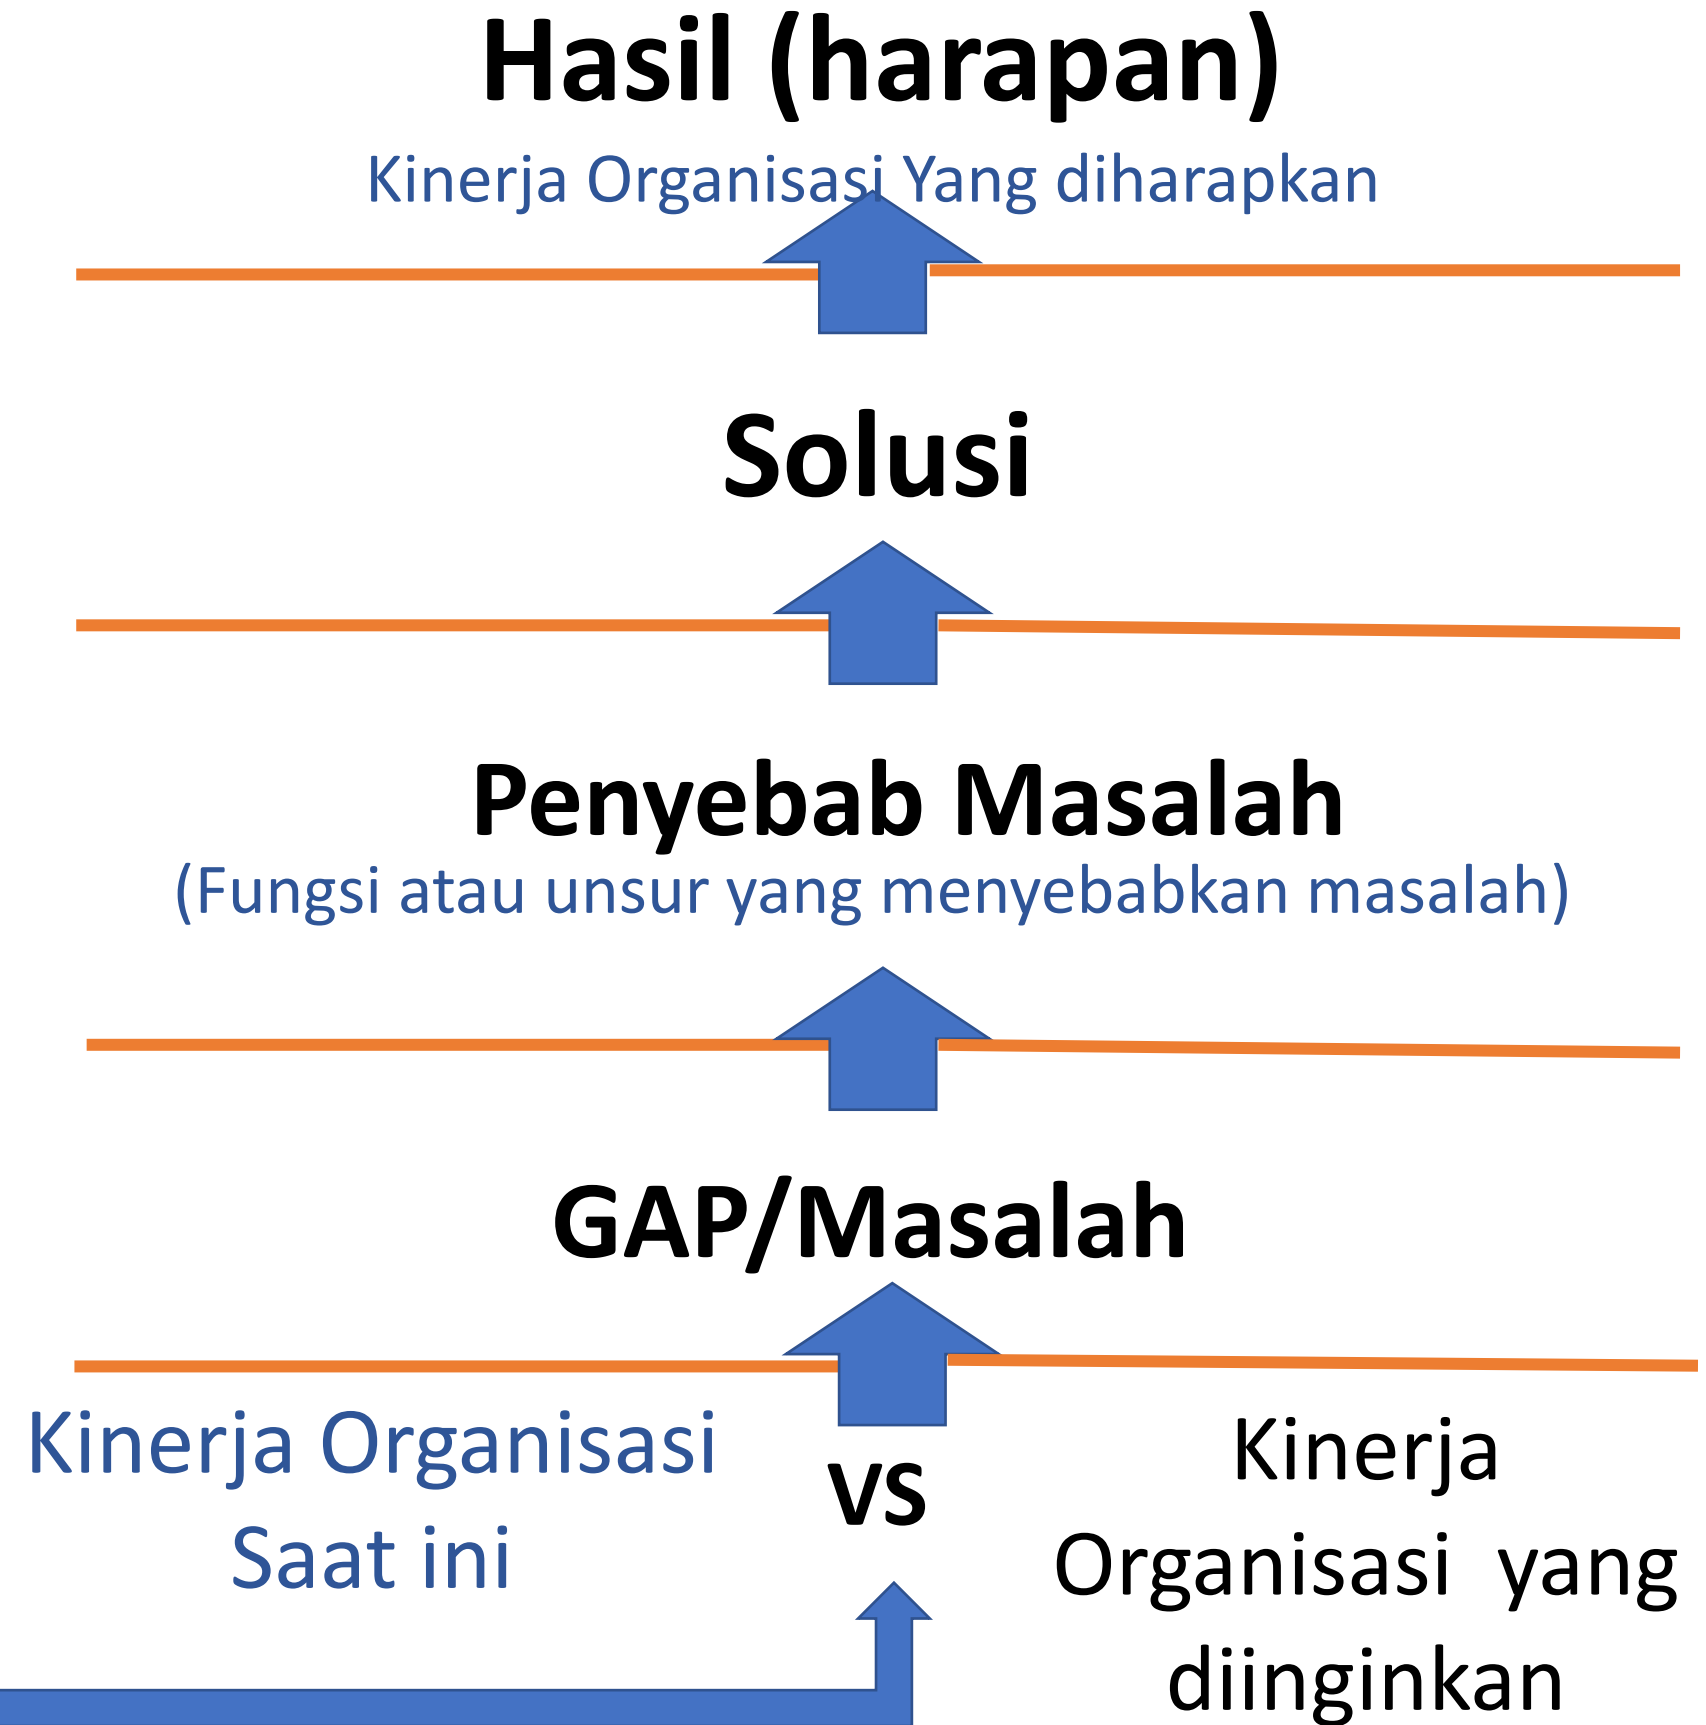 Hasil (harapan)
Kinerja Organisasi Yang diharapkan
Solusi
Penyebab Masalah
(Fungsi atau unsur yang menyebabkan masalah)
GAP/Masalah
Kinerja Organisasi
Saat ini
VS
Kinerja
Organisasi yang
diinginkan